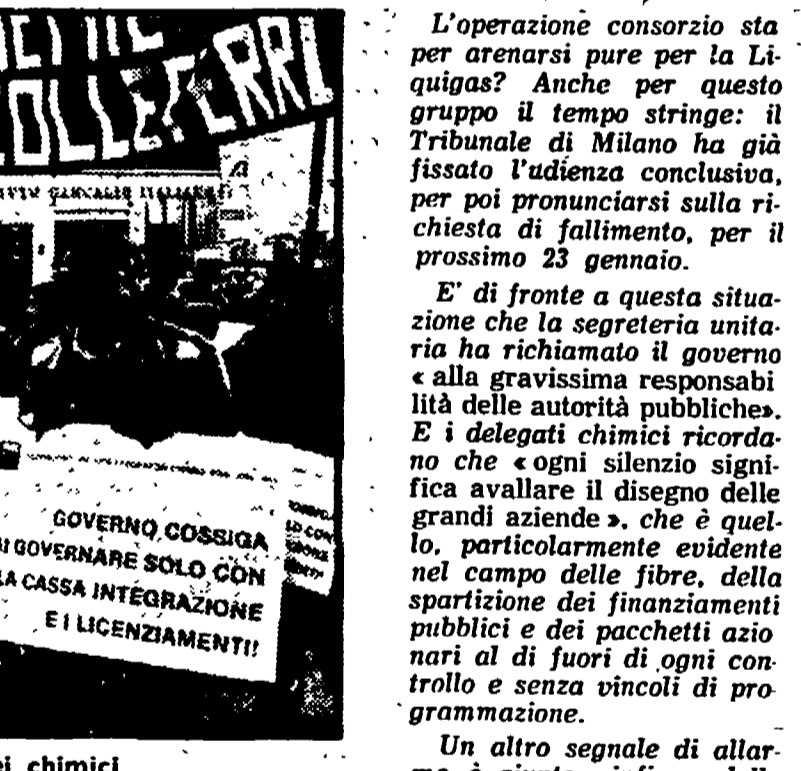 OLLEFERRI
GOVERNO COSSIGA
GOVERNARE SOLO CON
LA CASSA INTEGRAZIONE
E I LICENZIAMENTI!
ei chimici
L'operazione consorzio sta
per arenarsi pure per la Li-
quigas? Anche per questo
gruppo il tempo stringe: il
Tribunale di Milano ha già
fissato l'udienza conclusiva,
per poi pronunciarsi sulla ri-
chiesta di fallimento, per il
prossimo 23 gennaio.
E' di fronte a questa situa-
zione che la segreteria unita-
ria ha richiamato il governo
« alla gravissima responsabi
lità delle autorità pubbliche».
E i delegati chimici ricorda-
no che « ogni silenzio signi-
fica avallare il disegno delle
grandi aziende », che è quel-
lo, particolarmente evidente
nel campo delle fibre, della
spartizione dei finanziamenti
pubblici e dei pacchetti azio
nari al di fuori di ogni con-
trollo e senza vincoli di pro-
grammazione.
Un altro segnale di allar-